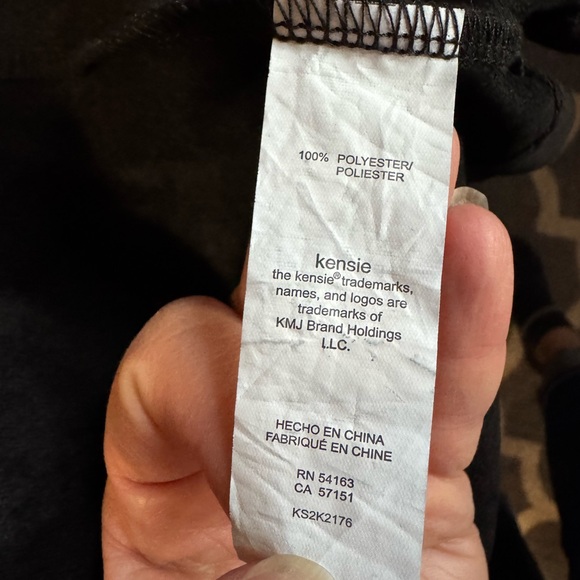 100% POLYESTER/
POLIESTER
kensie
the kensie® trademarks,
names, and logos are
trademarks of
KMJ Brand Holdings
LLC.
HECHO EN CHINA
FABRIQUÉ EN CHINE
RN 54163
CA 57151
KS2K2176